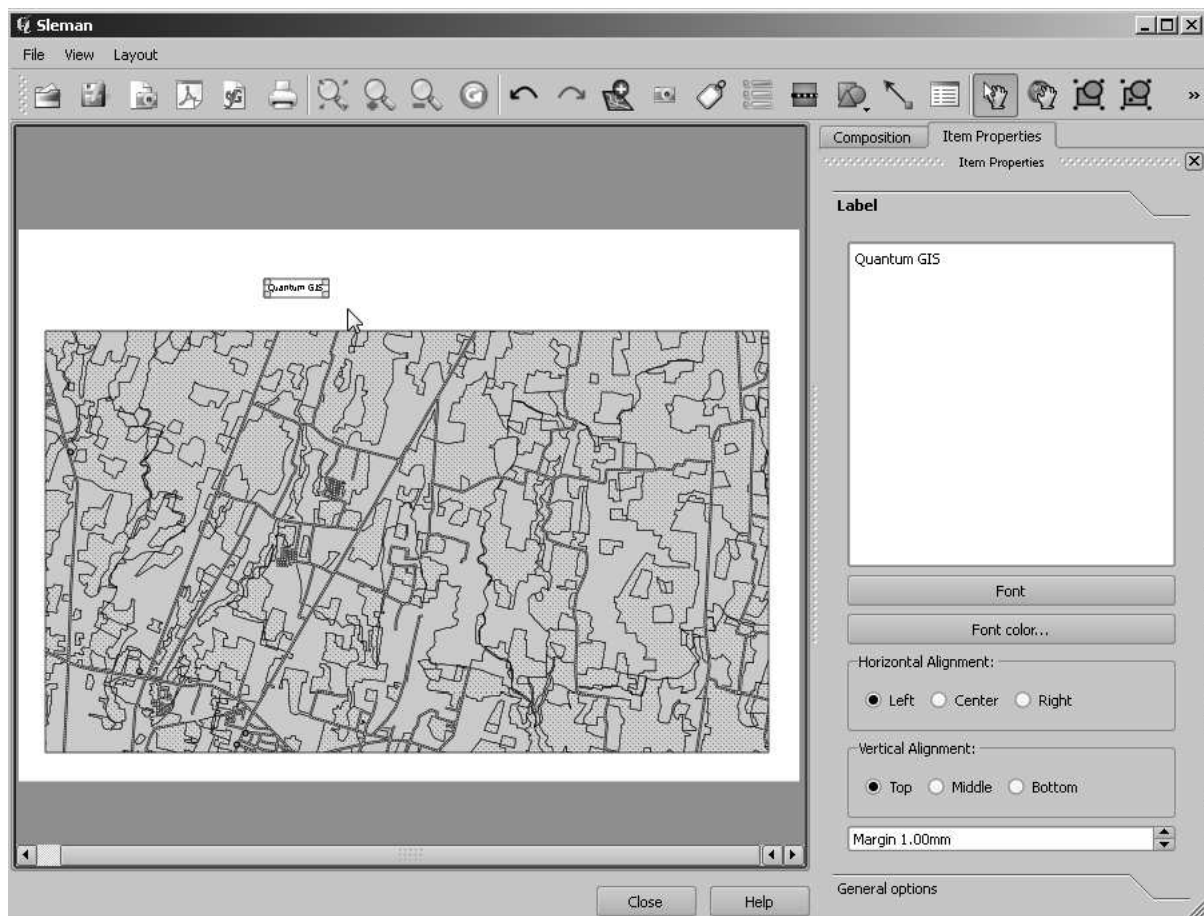 Sleman
File View Layout
Composition Item Properties
Item Properties
Label
Quantum GIS
Quantum GIS
Font
Font color...
Horizontal Alignment:
Left Center Right
Vertical Alignment:
Top Middle Bottom
Margin 1.00mm
General options
Close Help